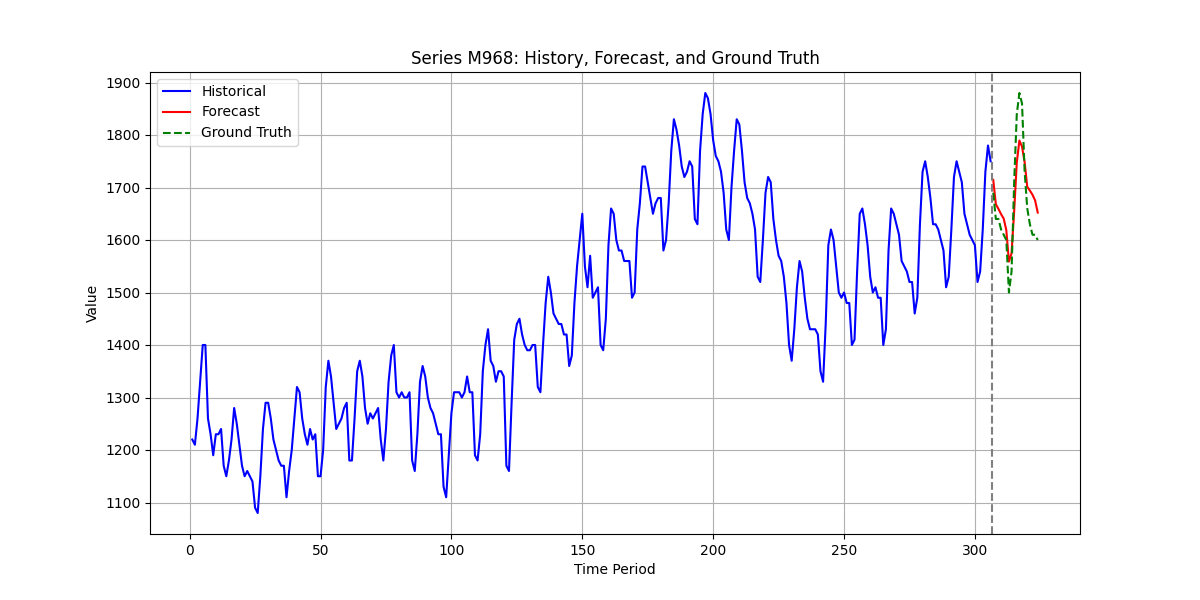 Series M968: History, Forecast, and Ground Truth
Historical
Forecast
Ground Truth
1900
1800
1700
1600
1500
1400
1300
1200
1100
Value
0 50 100 150 200 250 300
Time Period